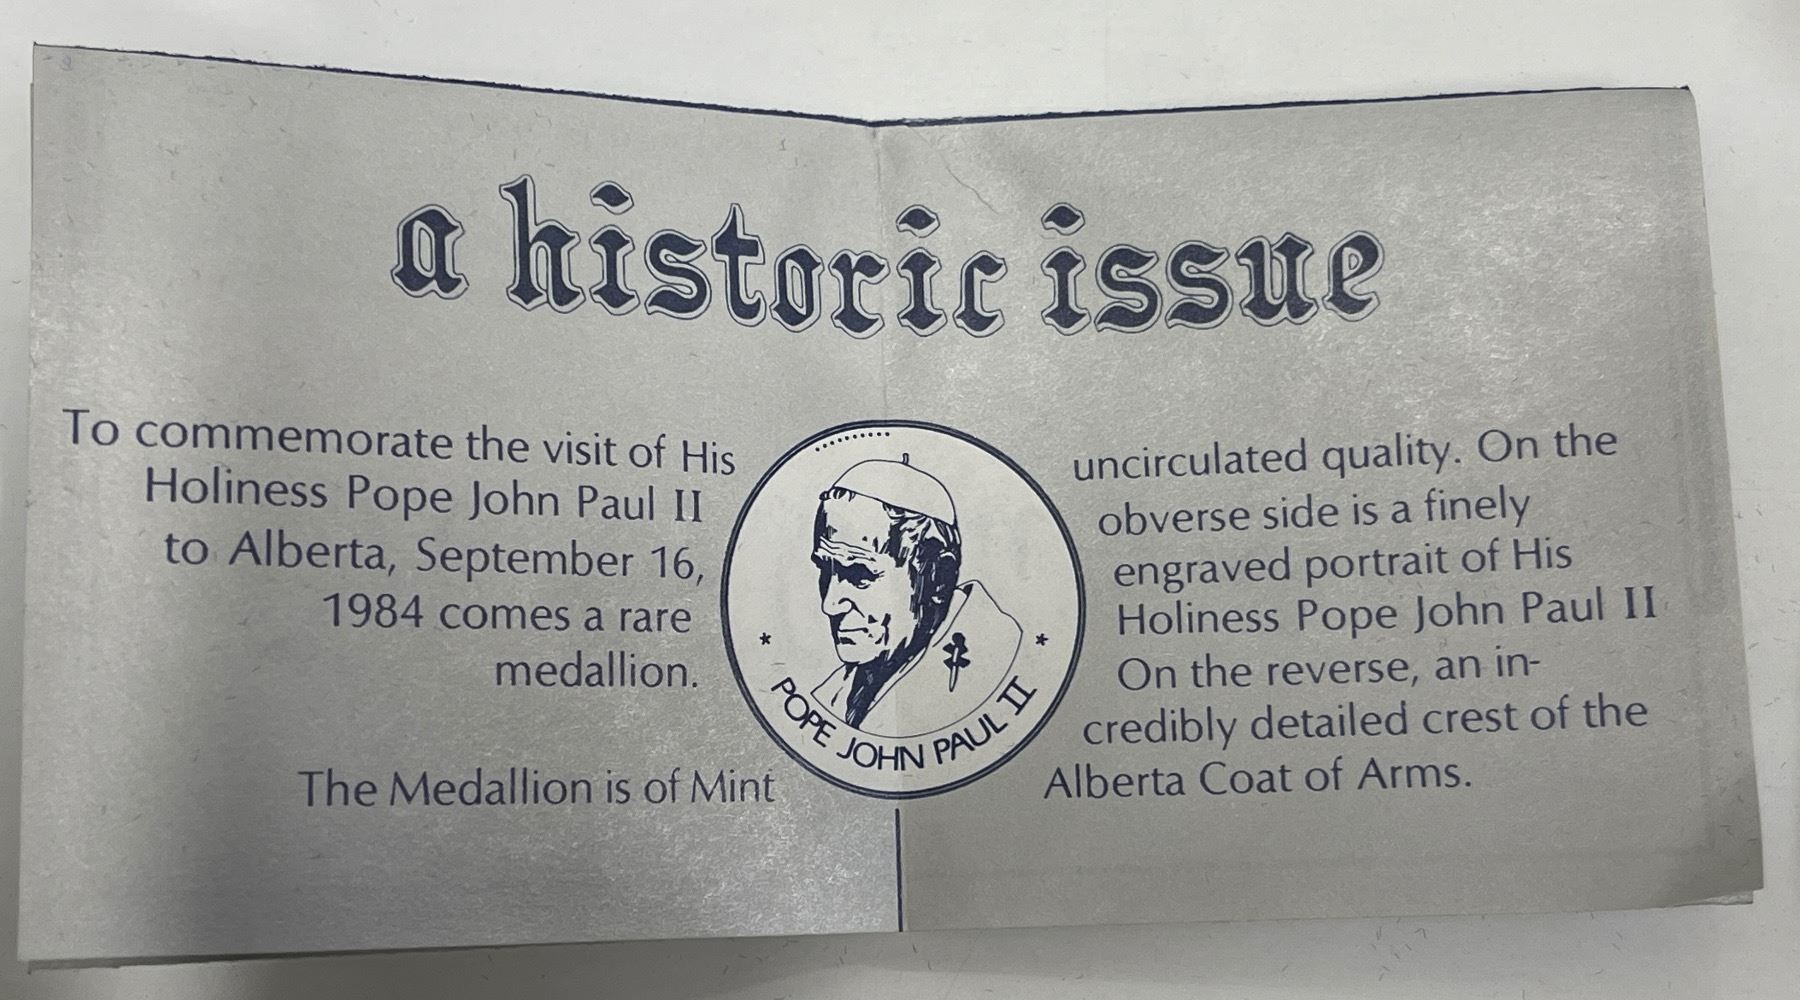 a historic issue
To commemorate the visit of His
Holiness Pope John Paul II
to Alberta, September 16,
1984 comes a rare
medallion.
The Medallion is of Mint
* POPE JOHN PAUL II *
uncirculated quality. On the
obverse side is a finely
engraved portrait of His
Holiness Pope John Paul II
On the reverse, an in-
credibly detailed crest of the
Alberta Coat of Arms.